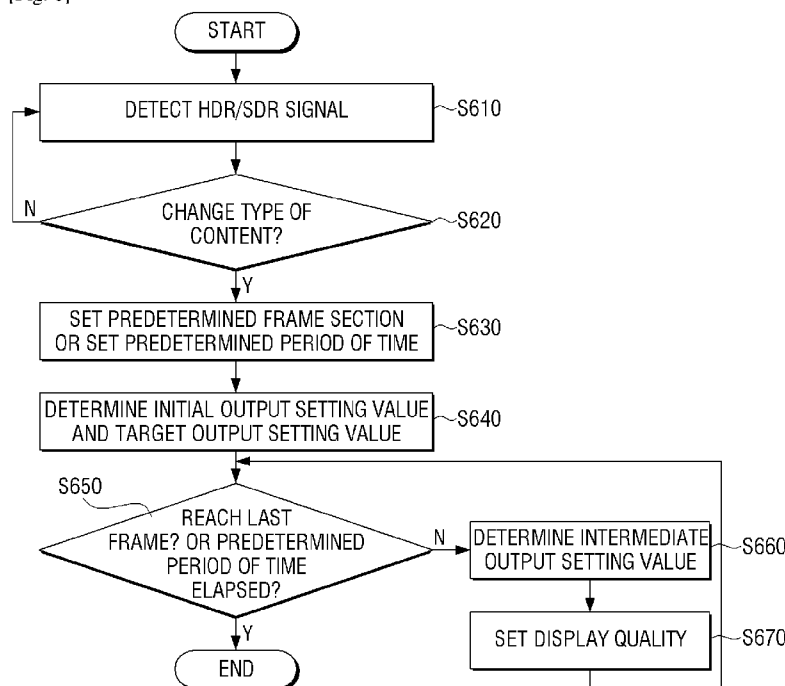 START
DETECT HDR/SDR SIGNAL
S610
N
CHANGE TYPE OF
CONTENT?
S620
Y
SET PREDETERMINED FRAME SECTION
OR SET PREDETERMINED PERIOD OF TIME
S630
DETERMINE INITIAL OUTPUT SETTING VALUE
AND TARGET OUTPUT SETTING VALUE
S640
S650
REACH LAST
FRAME? OR PREDETERMINED
PERIOD OF TIME
ELAPSED?
N
DETERMINE INTERMEDIATE
OUTPUT SETTING VALUE
S660
Y
SET DISPLAY QUALITY
S670
END